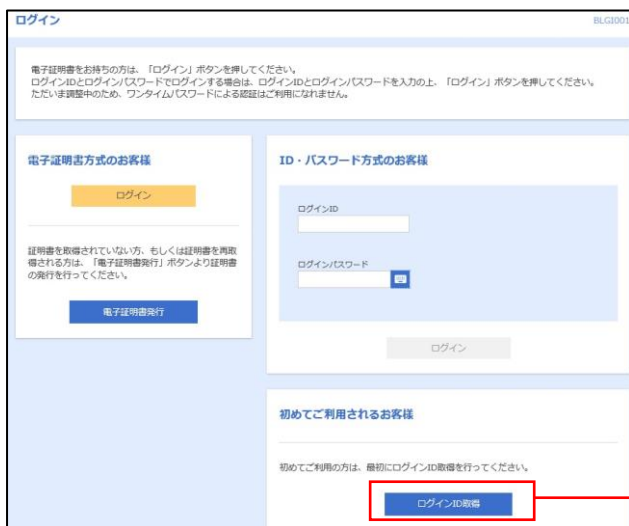 ログイン
BLGI001
電子証明書をお持ちの方は、「ログイン」ボタンを押してください。
ログインIDとログインパスワードでログインする場合は、ログインIDとログインパスワードを入力の上、「ログイン」ボタンを押してください。
ただいま調整中のため、ワンタイムパスワードによる認証はご利用になれません。
電子証明書方式のお客様
ログイン
証明書を取得されていない方、もしくは証明書を再取
得される方は、「電子証明書発行」ボタンより証明書
の発行を行ってください。
電子証明書発行
ID・パスワード方式のお客様
ログインID
ログインパスワード
ログイン
初めてご利用されるお客様
初めてご利用の方は、最初にログインID取得を行ってください。
ログインID取得